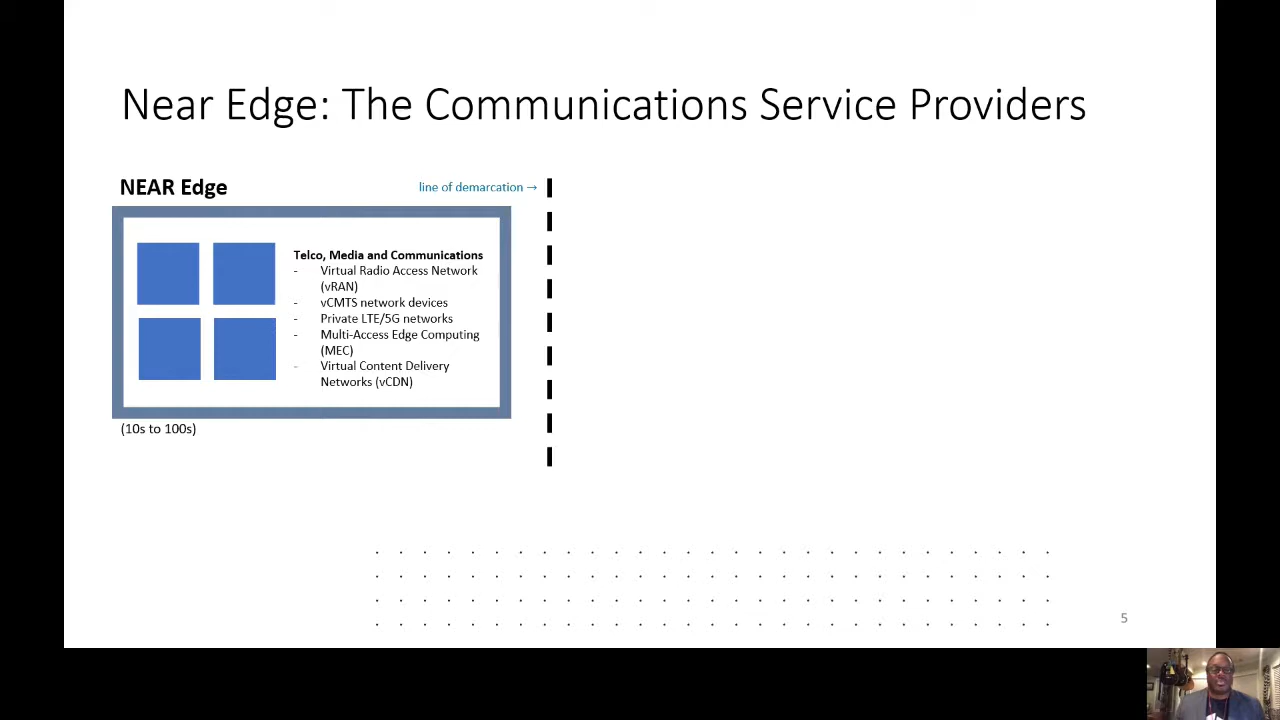 Near Edge: The Communications Service Providers
NEAR Edge
line of demarcation →
Telco, Media and Communications
- Virtual Radio Access Network
(vRAN)
- vCMTS network devices
- Private LTE/5G networks
- Multi-Access Edge Computing
(MEC)
- Virtual Content Delivery
Networks (vCDN)
(10s to 100s)
5